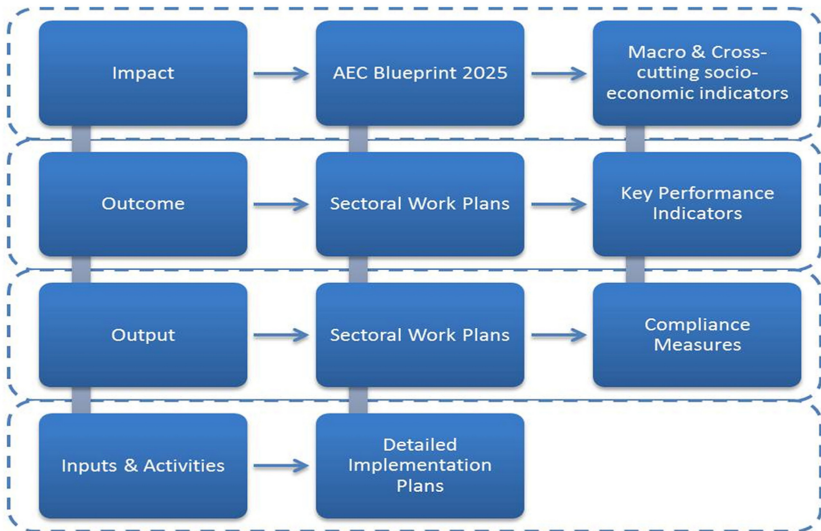 Impact
AEC Blueprint 2025
Macro & Cross-
cutting socio-
economic indicators
Outcome
Sectoral Work Plans
Key Performance
Indicators
Output
Sectoral Work Plans
Compliance
Measures
Inputs & Activities
Detailed
Implementation
Plans